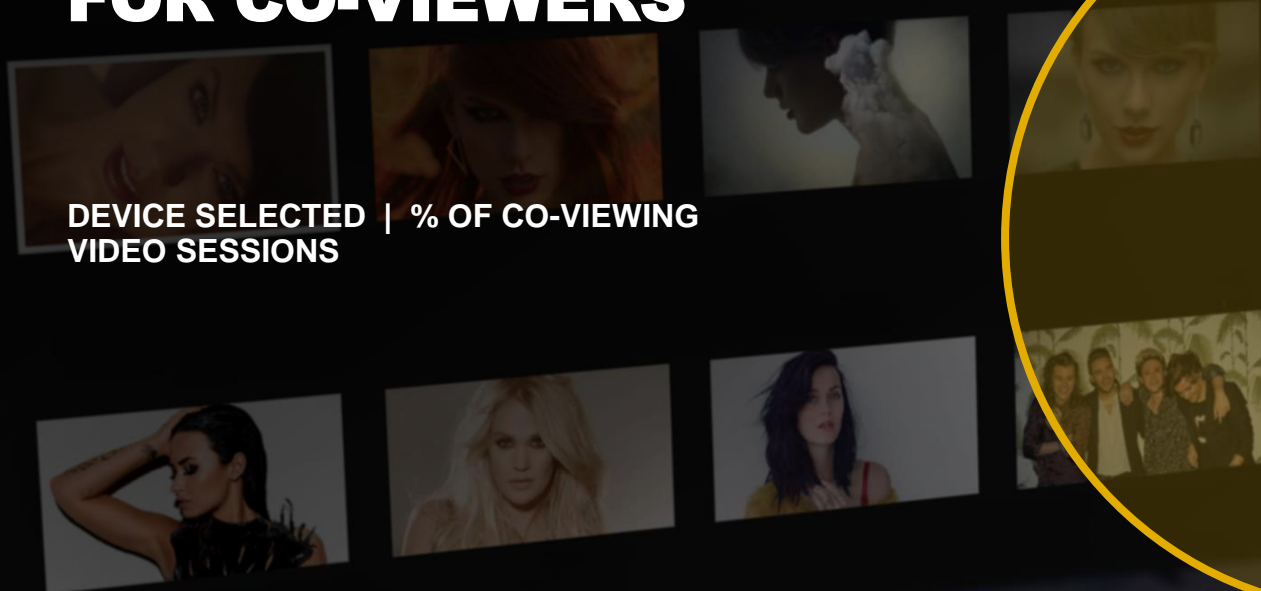 FOR CO-VIEWERS
DEVICE SELECTED | % OF CO-VIEWING
VIDEO SESSIONS